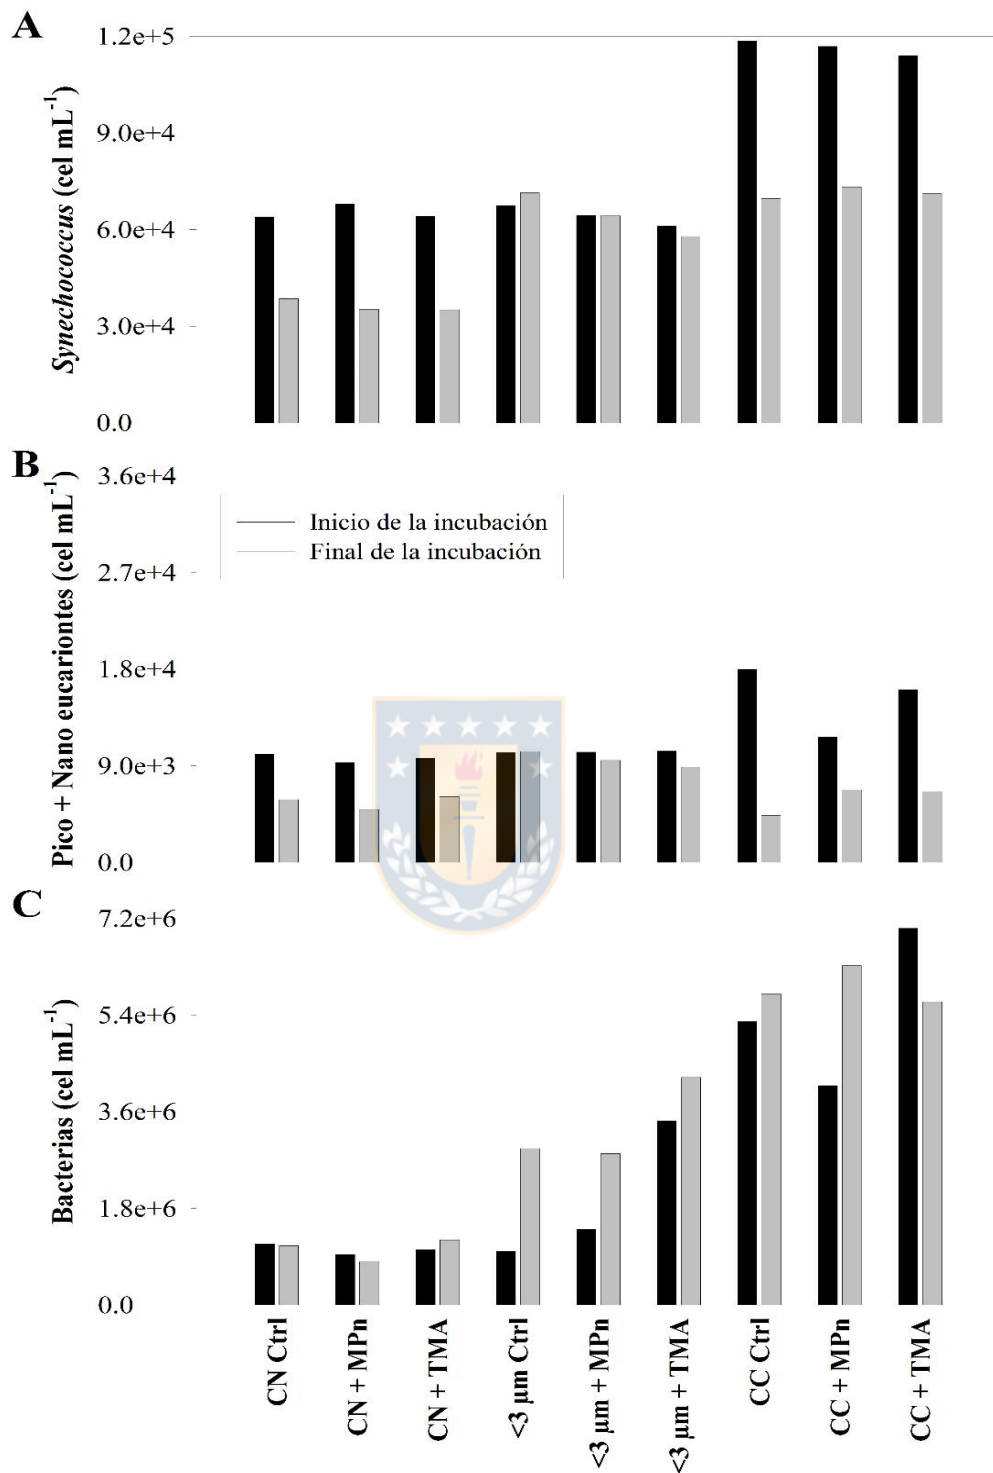 A
1.2e+5
9.0e+4
6.0e+4
3.0e+4
0.0
Synechococcus (cel mL⁻¹)
B
3.6e+4
2.7e+4
1.8e+4
9.0e+3
0.0
Pico + Nano eucariontes (cel mL⁻¹)
Inicio de la incubación
Final de la incubación
C
7.2e+6
5.4e+6
3.6e+6
1.8e+6
0.0
Bacterias (cel mL⁻¹)
CN Ctrl
CN + MPn
CN + TMA
<3 µm Ctrl
<3 µm + MPn
<3 µm + TMA
CC Ctrl
CC + MPn
CC + TMA